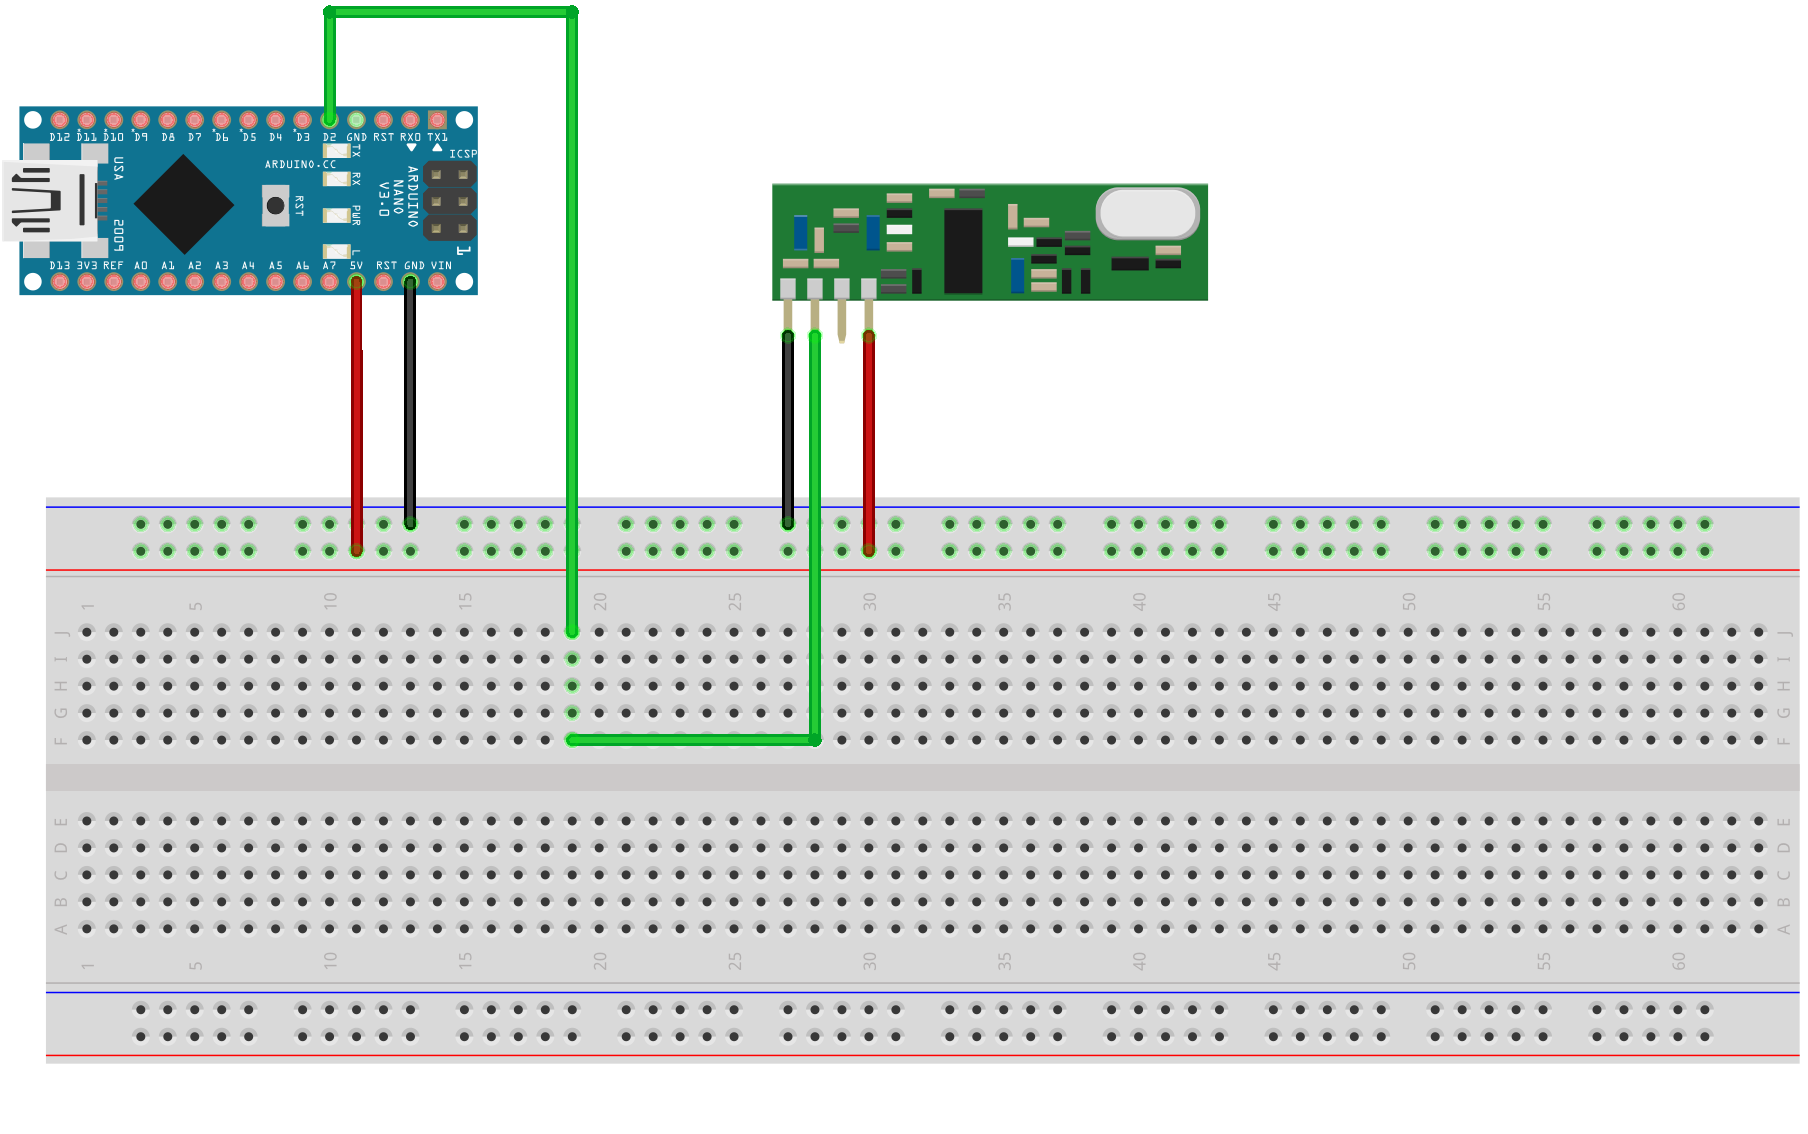 D12 D11 D10 D9 D8 D7 D6 D5 D4 D3 D2 GND RST RX0 TX1
ICSP
ARDUINO.CC
TX
RX
PWR
L
USA
2009
RST
ARDUINO
NANO
V3.0
1
D13 3V3 REF A0 A1 A2 A3 A4 A5 A6 A7 5V RST GND VIN
1 5 10 15 20 25 30 35 40 45 50 55 60
J J
I I
H H
G G
F F
E E
D D
C C
B B
A A
1 5 10 15 20 25 30 35 40 45 50 55 60